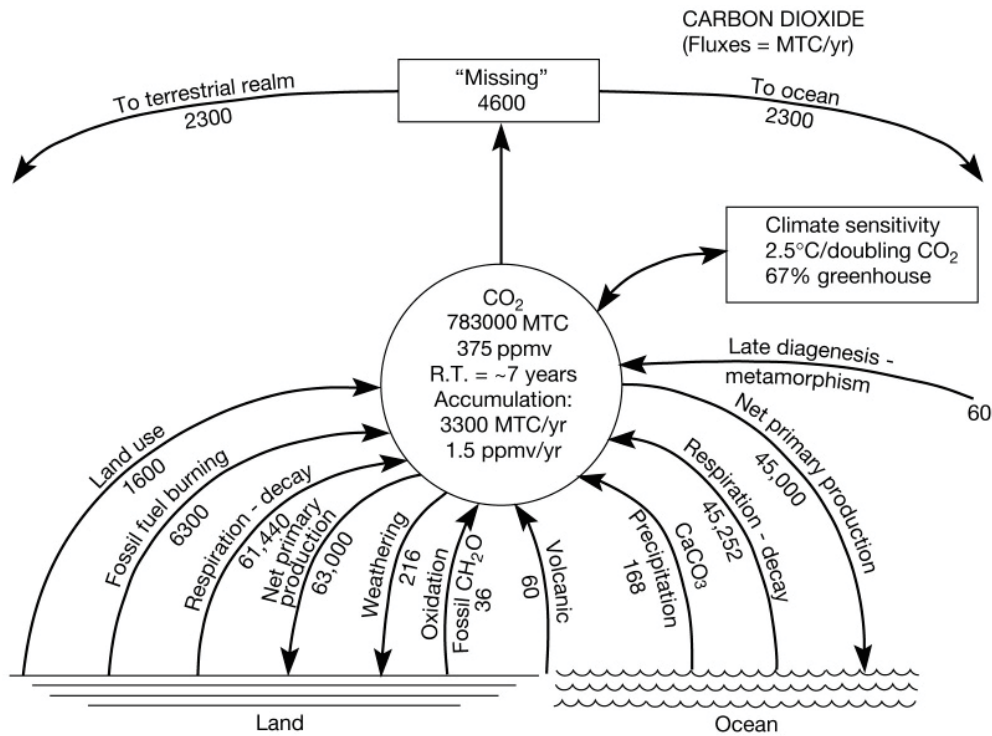 CARBON DIOXIDE
(Fluxes = MTC/yr)
"Missing"
4600
To terrestrial realm
2300
To ocean
2300
Climate sensitivity
2.5°C/doubling CO₂
67% greenhouse
CO₂
783000 MTC
375 ppmv
R.T. = ~7 years
Accumulation:
3300 MTC/yr
1.5 ppmv/yr
Late diagenesis -
metamorphism
60
Land use
1600
Fossil fuel burning
6300
Respiration - decay
61,440
Net primary
production
63,000
Weathering
216
Oxidation
Fossil CH₂O
36
Volcanic
60
CaCO₃
Precipitation
168
Respiration - decay
45,252
Net primary production
45,000
Land
Ocean